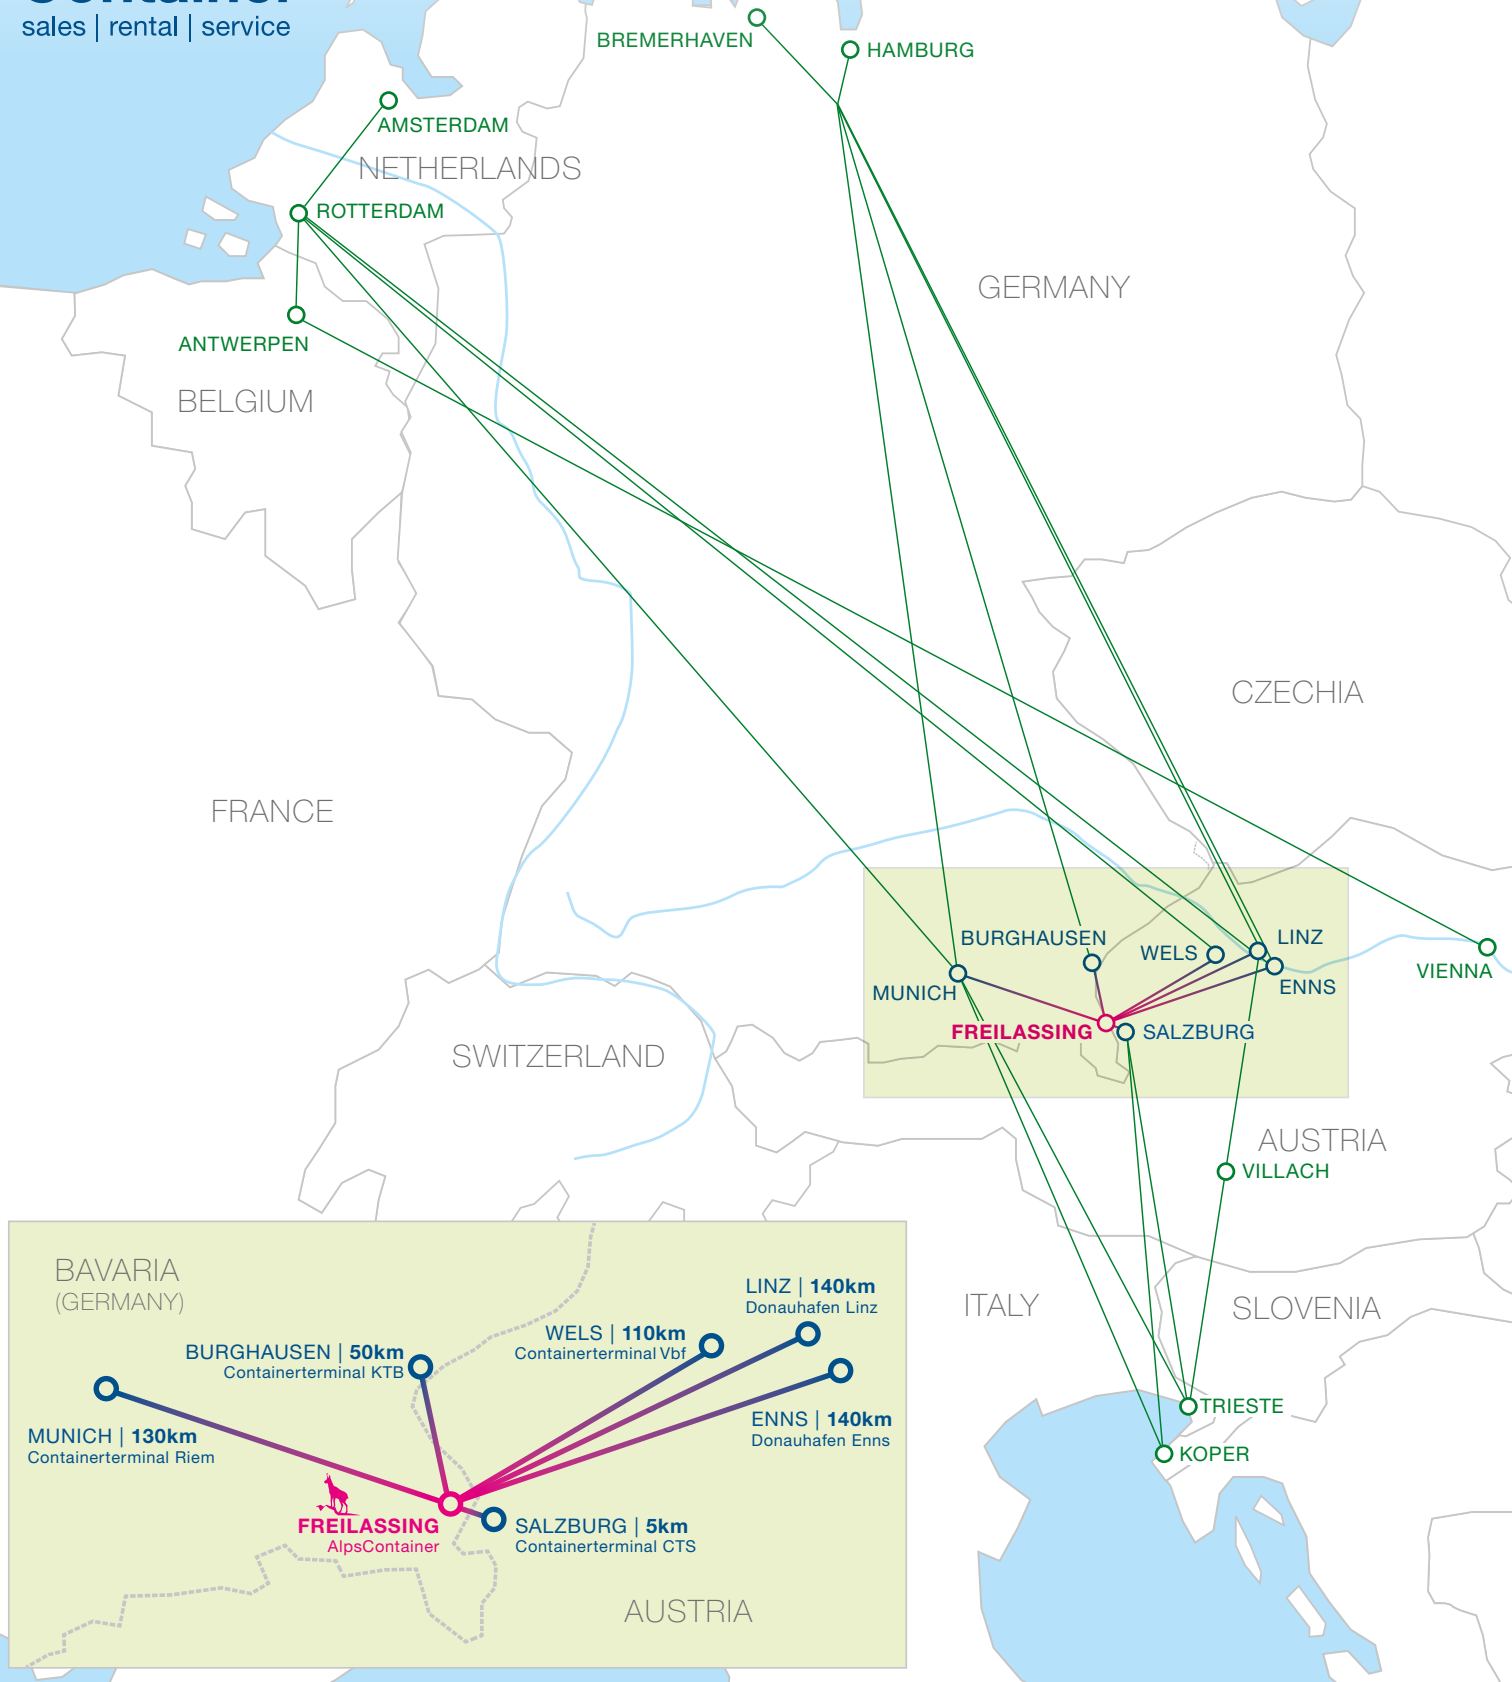 sales | rental | service
BREMERHAVEN
HAMBURG
AMSTERDAM
NETHERLANDS
ROTTERDAM
GERMANY
ANTWERPEN
BELGIUM
CZECHIA
FRANCE
BURGHAUSEN
WELS
LINZ
VIENNA
MUNICH
ENNS
FREILASSING
SALZBURG
SWITZERLAND
AUSTRIA
VILLACH
ITALY
SLOVENIA
TRIESTE
KOPER
BAVARIA
(GERMANY)
LINZ | 140km
Donauhafen Linz
WELS | 110km
Containerterminal Vbf
BURGHAUSEN | 50km
Containerterminal KTB
ENNS | 140km
Donauhafen Enns
MUNICH | 130km
Containerterminal Riem
FREILASSING
AlpsContainer
SALZBURG | 5km
Containerterminal CTS
AUSTRIA